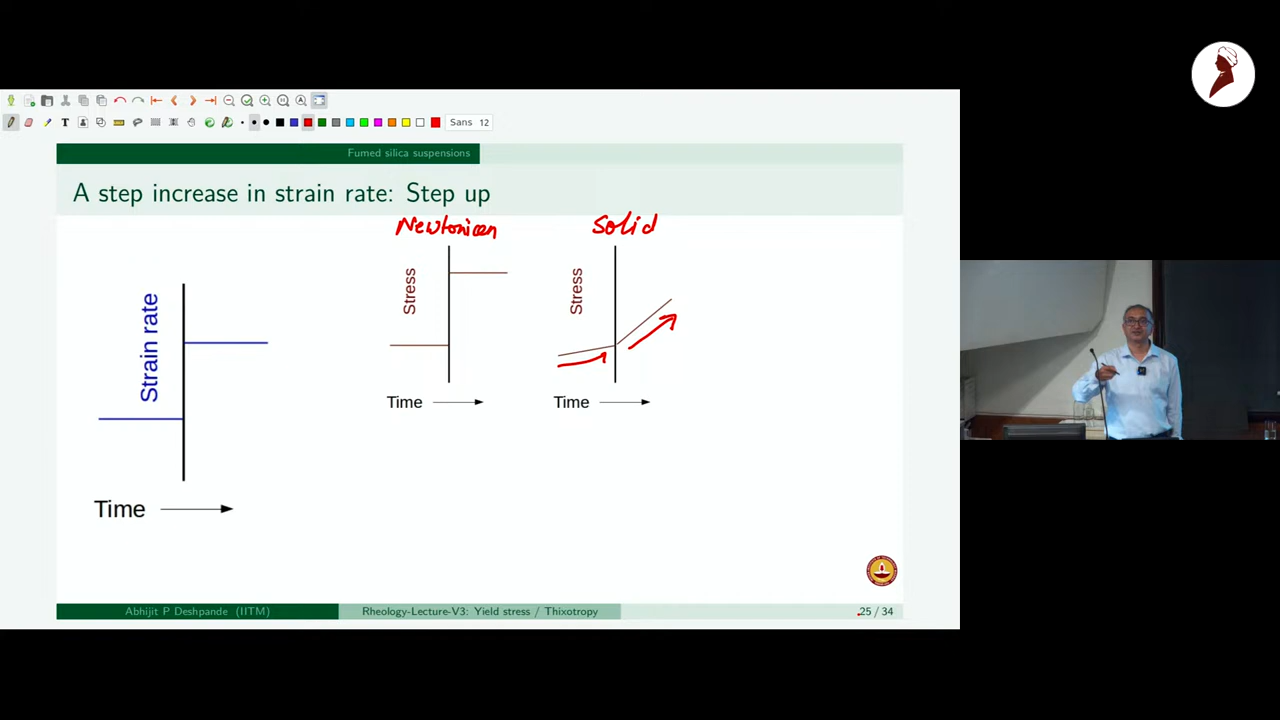 Sans 12
Fumed silica suspensions
A step increase in strain rate: Step up
Newtonian
Solid
Strain rate
Time
Stress
Time
Stress
Time
Abhijit P Deshpande (IITM)
Rheology-Lecture-V3: Yield stress / Thixotropy
25 / 34